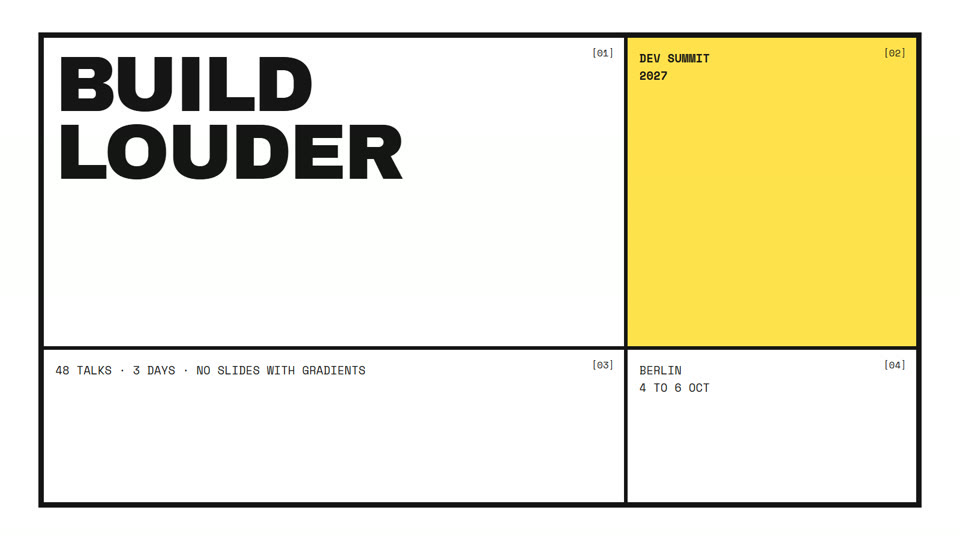 BUILD
LOUDER
[01]
DEV SUMMIT
2027
[02]
48 TALKS · 3 DAYS · NO SLIDES WITH GRADIENTS
[03]
BERLIN
4 TO 6 OCT
[04]